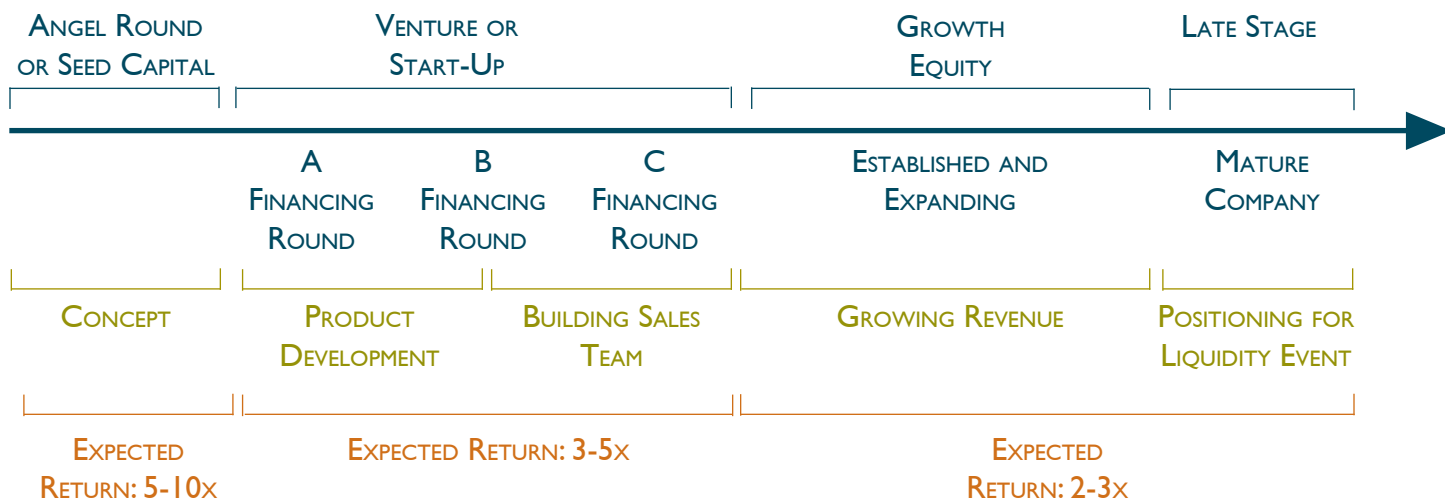 Angel Round
or Seed Capital
Venture or
Start-Up
Growth
Equity
Late Stage
A
Financing
Round
B
Financing
Round
C
Financing
Round
Established and
Expanding
Mature
Company
Concept
Product
Development
Building Sales
Team
Growing Revenue
Positioning for
Liquidity Event
Expected
Return: 5-10x
Expected Return: 3-5x
Expected
Return: 2-3x